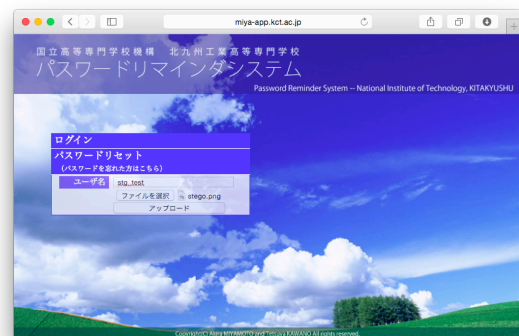 miya-app.kct.ac.jp
国立高等専門学校機構 北九州工業高等専門学校
パスワードリマインダシステム
Password Reminder System -- National Institute of Technology, KITAKYUSHU
ログイン
パスワードリセット
(パスワードを忘れた方はこちら)
ユーザ名 stg_test
ファイルを選択 stego.png
アップロード
Copyright(C) Akira MIYAMOTO and Tetsuya KAWANO All rights reserved.